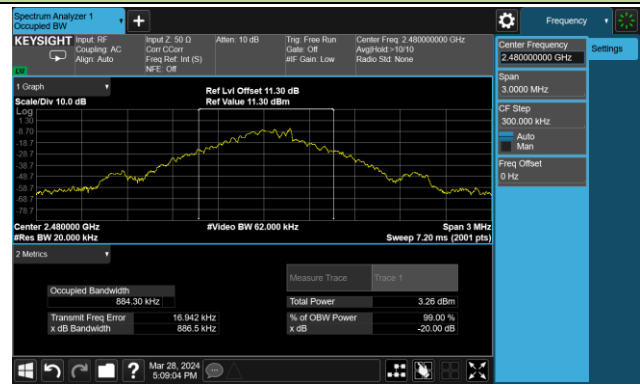 Spectrum Analyzer 1
Occupied BW
Frequency
KEYSIGHT
Input: RF
Coupling: AC
Align: Auto
Input Z: 50 Ω
Corr CCorr
Freq Ref: Int (S)
NFE: Off
Atten: 10 dB
Trig: Free Run
Gate: Off
#IF Gain: Low
Center Freq: 2.480000000 GHz
Avg|Hold:>10/10
Radio Std: None
Center Frequency
2.480000000 GHz
Settings
Span
3.0000 MHz
CF Step
300.000 kHz
Auto
Man
Freq Offset
0 Hz
1 Graph
Scale/Div 10.0 dB
Ref Lvl Offset 11.30 dB
Ref Value 11.30 dBm
Log
1.30
-8.70
-18.7
-28.7
-38.7
-48.7
-58.7
-68.7
-78.7
Center 2.480000 GHz
#Res BW 20.000 kHz
#Video BW 62.000 kHz
Span 3 MHz
Sweep 7.20 ms (2001 pts)
2 Metrics
Measure Trace
Trace 1
Occupied Bandwidth
884.30 kHz
Total Power
3.26 dBm
Transmit Freq Error
16.942 kHz
% of OBW Power
99.00 %
x dB Bandwidth
886.5 kHz
x dB
-20.00 dB
Mar 28, 2024
5:09:04 PM